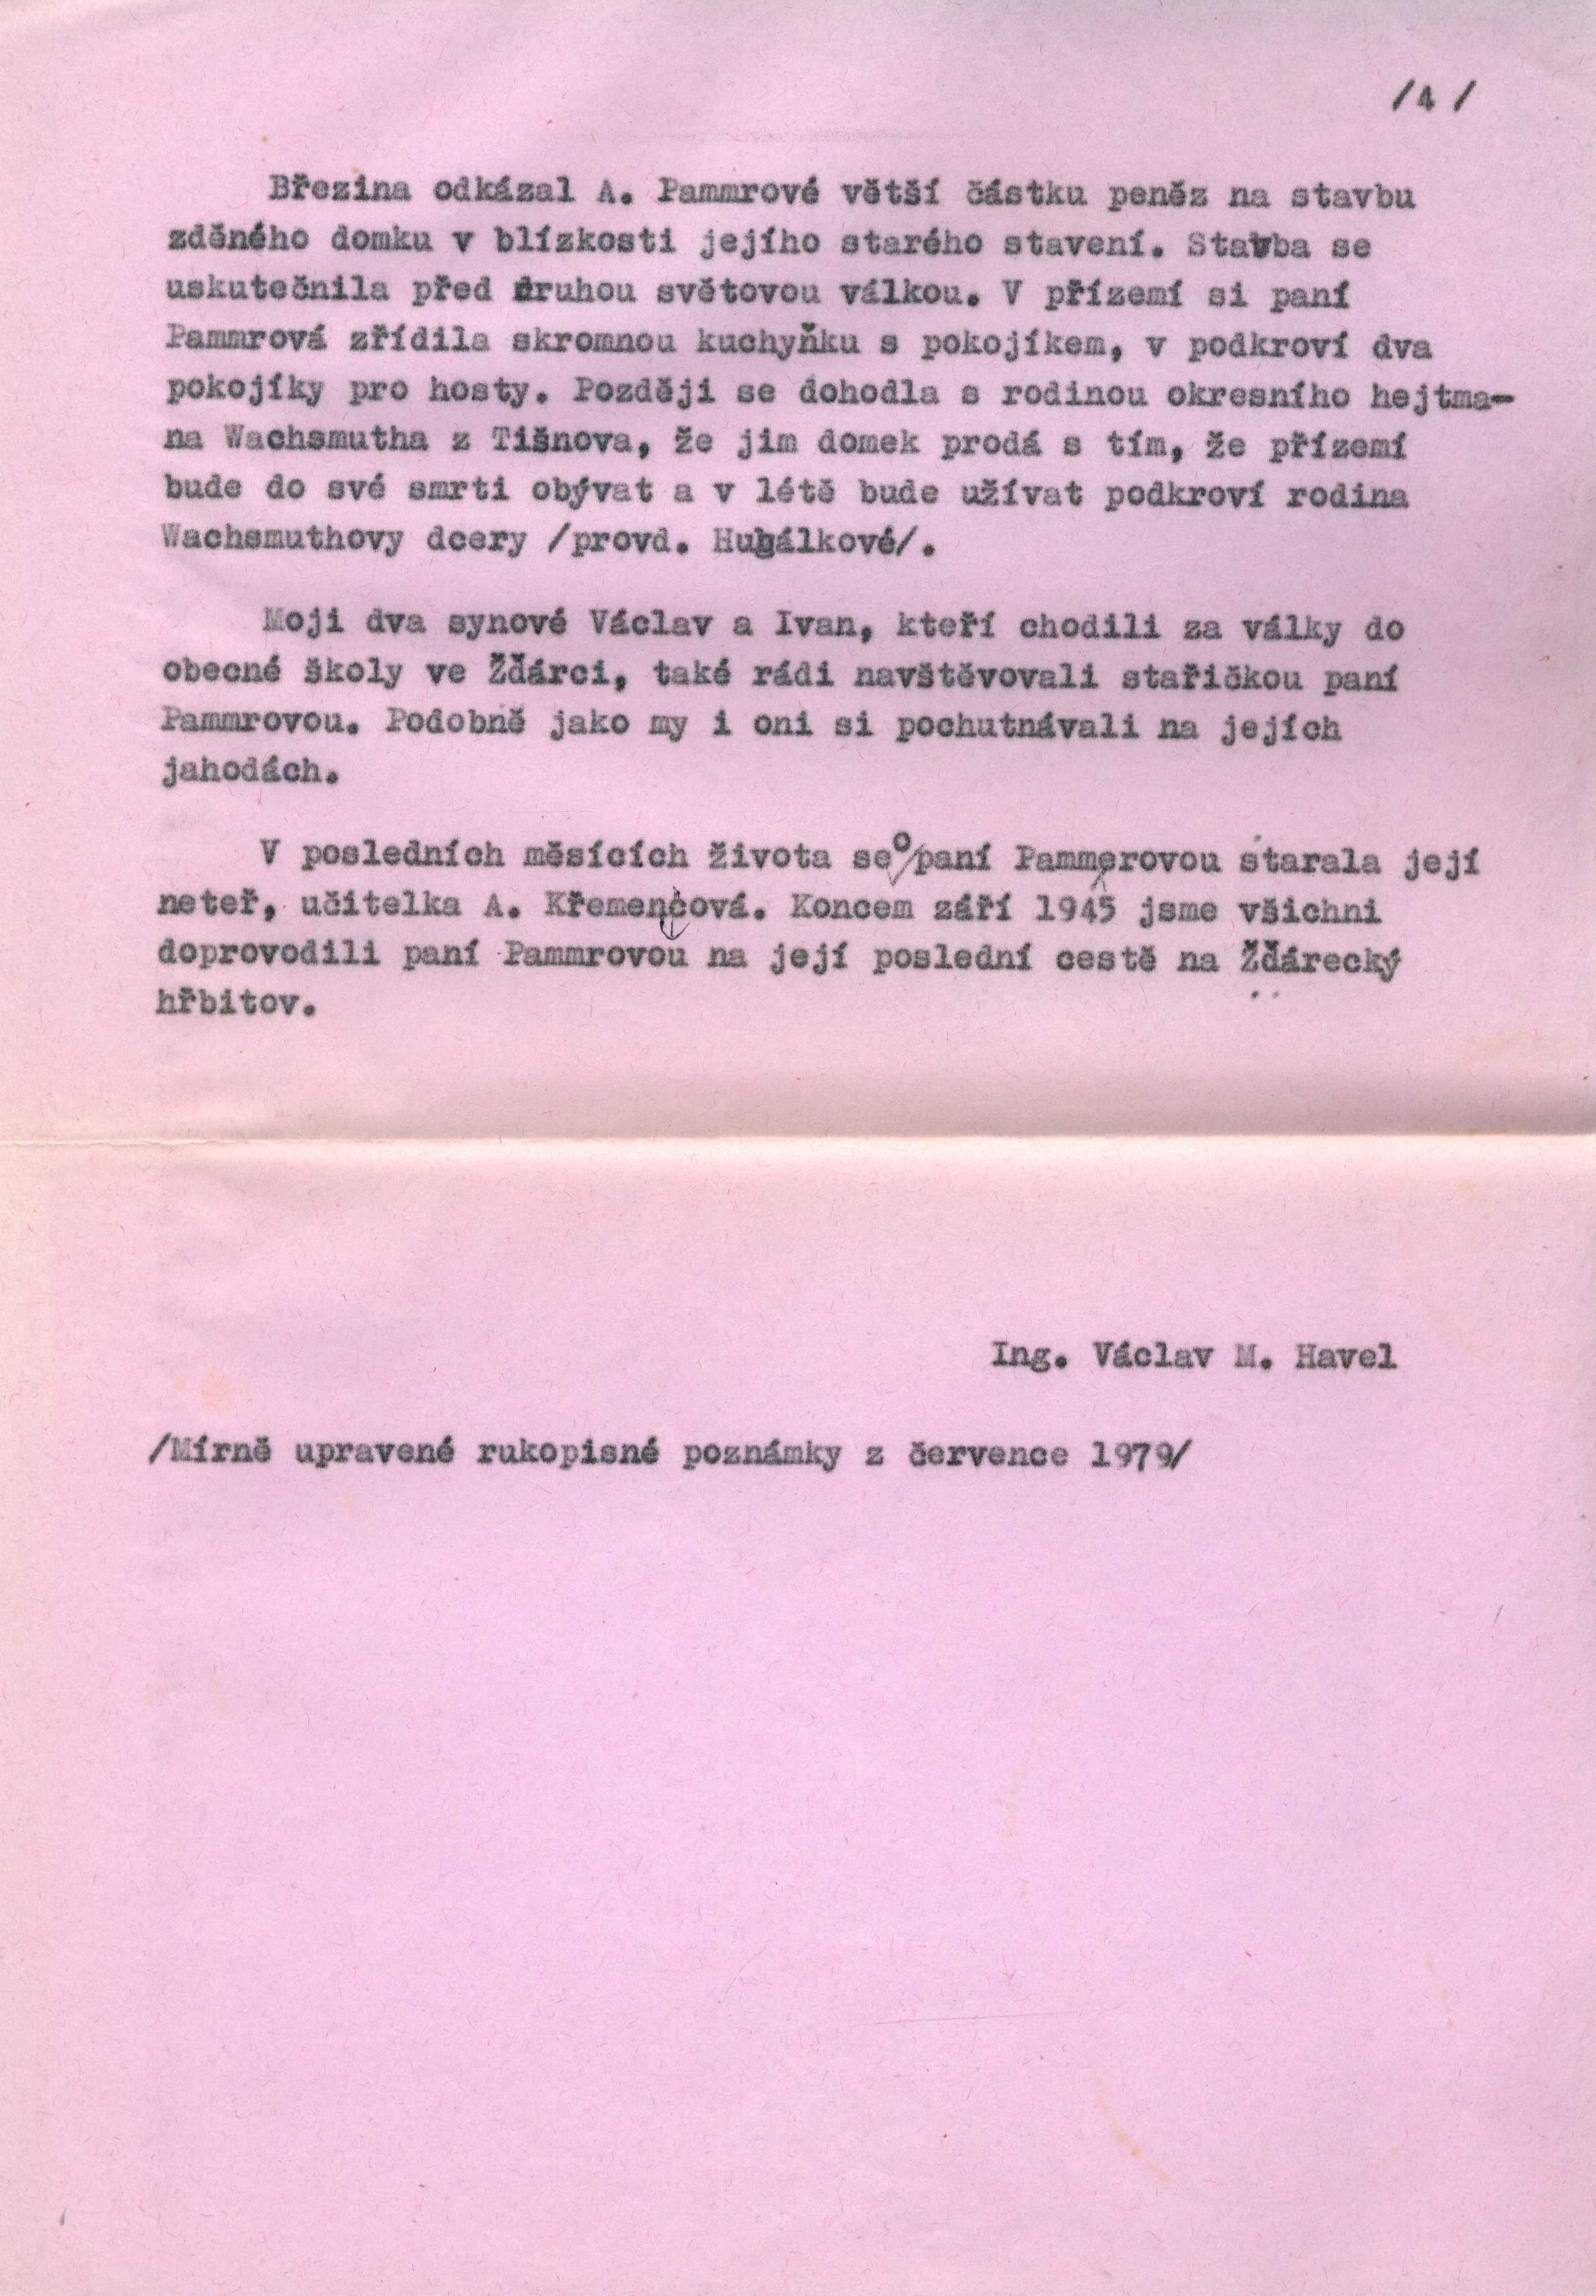 /4/
Březina odkázal A. Pammrové větší částku peněz na stavbu
zděného domku v blízkosti jejího starého stavení. Stavba se
uskutečnila před druhou světovou válkou. V přízemí si paní
Pammrová zřídila skromnou kuchyňku s pokojíkem, v podkroví dva
pokojíky pro hosty. Později se dohodla s rodinou okresního hejtma-
na Wachsmutha z Tišnova, že jim domek prodá s tím, že přízemí
bude do své smrti obývat a v létě bude užívat podkroví rodina
Wachsmuthovy dcery /provd. /.
Moji dva synové Václav a Ivan, kteří chodili za války do
obecné školy ve Žďárci, také rádi navštěvovali stařičkou paní
Pammrovou. Podobně jako my i oni si pochutnávali na jejích
jahodách.
V posledních měsících života se o paní Pammerovou starala její
neteř, učitelka A. Křemencová. Koncem září 1945 jsme všichni
doprovodili paní Pammrovou na její poslední cestě na Žďárecký
hřbitov.
Ing. Václav M. Havel
/Mírně upravené rukopisné poznámky z července 1979/